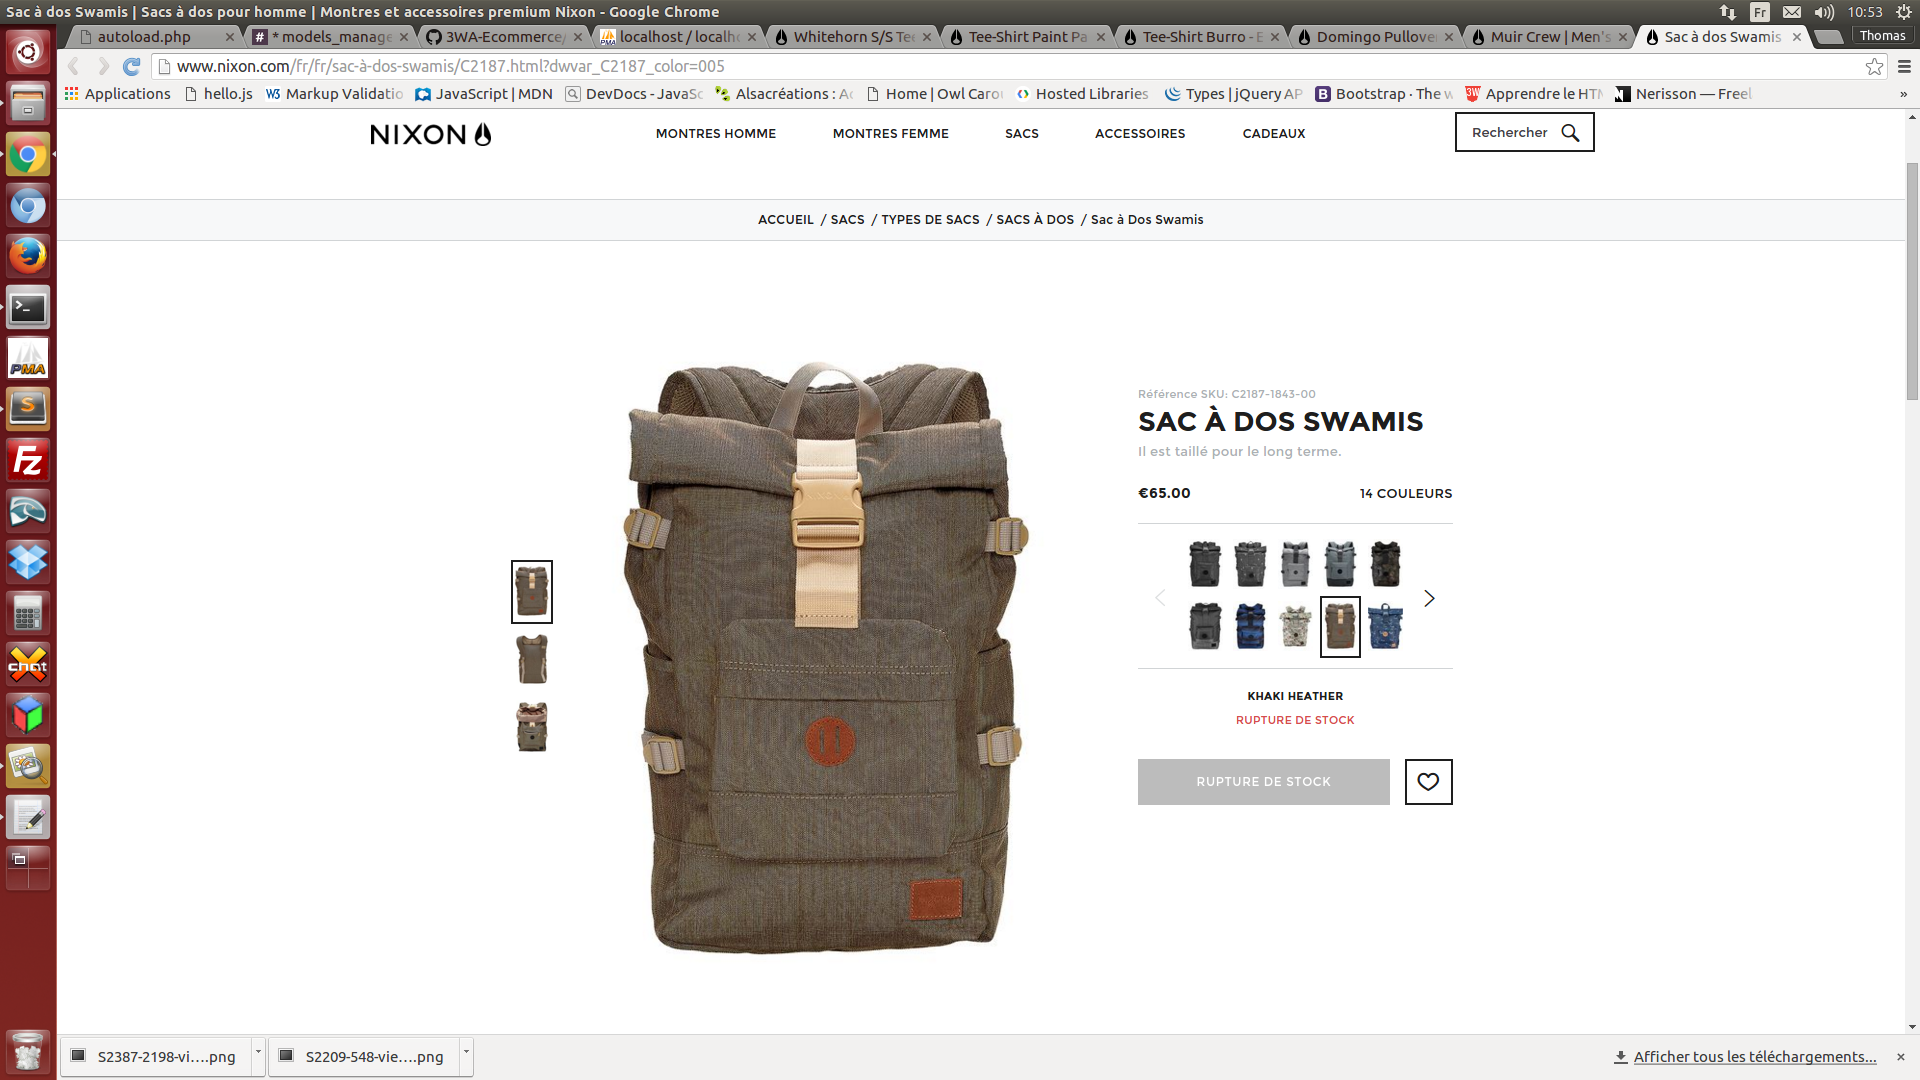 Sac à dos Swamis | Sacs à dos pour homme | Montres et accessoires premium Nixon - Google Chrome
Fr
10:53
autoload.php
* models_manage
3WA-Ecommerce/
localhost / localho
Whitehorn S/S Tee
Tee-Shirt Paint Pa
Tee-Shirt Burro - E
Domingo Pullover
Muir Crew | Men's
Sac à dos Swamis
Thomas
www.nixon.com/fr/fr/sac-à-dos-swamis/C2187.html?dwvar_C2187_color=005
Applications
hello.js
Markup Validatio
JavaScript | MDN
DevDocs - JavaSc
Alsacréations : Ac
Home | Owl Carou
Hosted Libraries
Types | jQuery AP
Bootstrap · The w
Apprendre le HTM
Nerisson — Freel
»
NIXON
MONTRES HOMME
MONTRES FEMME
SACS
ACCESSOIRES
CADEAUX
Rechercher
ACCUEIL / SACS / TYPES DE SACS / SACS À DOS / Sac à Dos Swamis
Référence SKU: C2187-1843-00
SAC À DOS SWAMIS
Il est taillé pour le long terme.
€65.00
14 COULEURS
KHAKI HEATHER
RUPTURE DE STOCK
RUPTURE DE STOCK
PMA
S
Fz
chat
S2387-2198-vi....png
S2209-548-vie....png
Afficher tous les téléchargements...